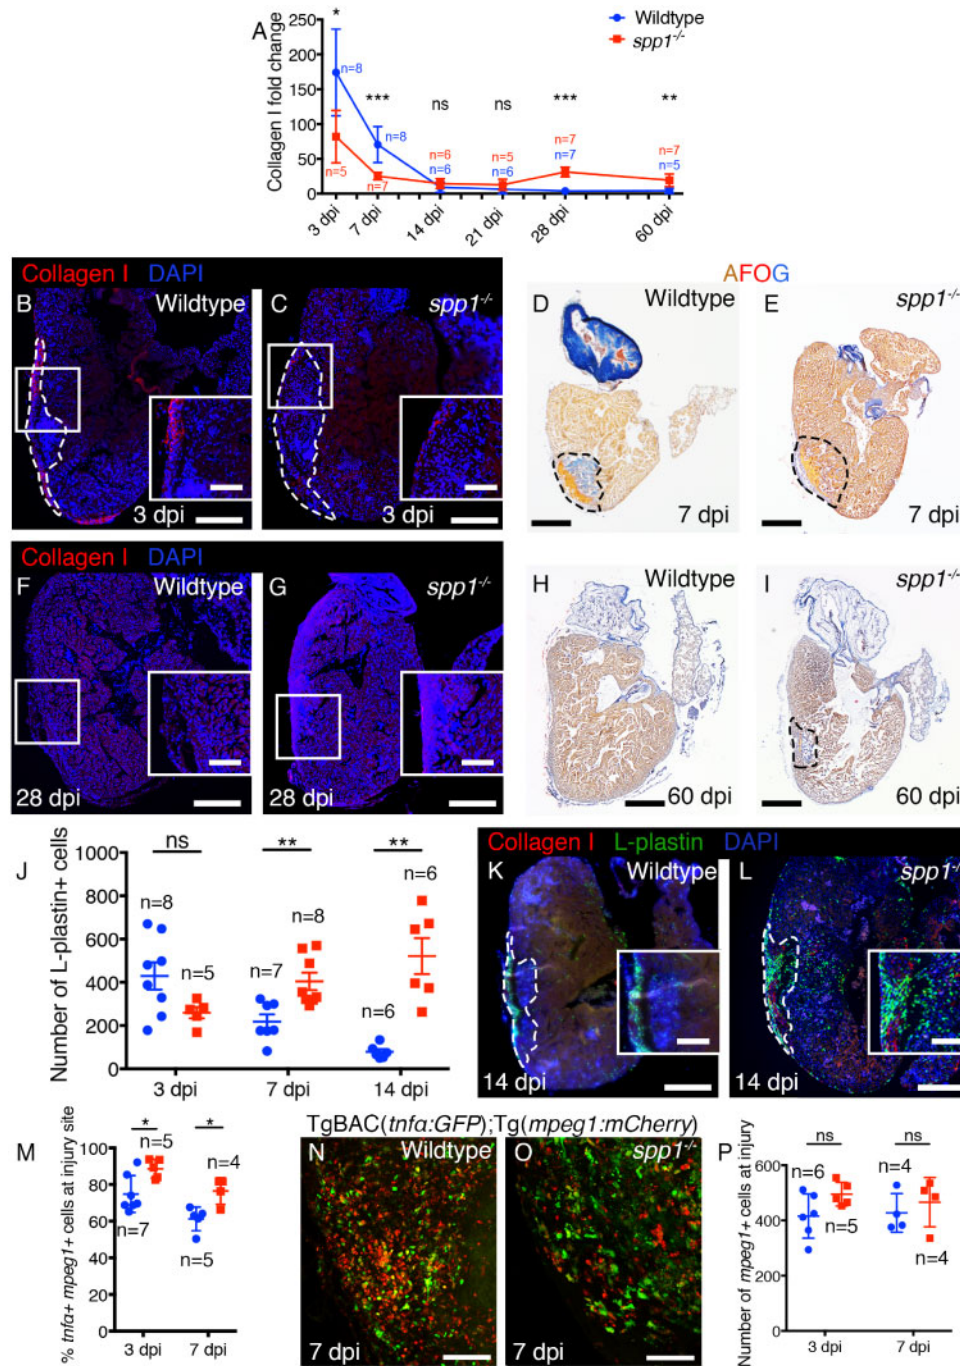 A
Collagen I fold change
250
200
150
100
50
0
3 dpi
7 dpi
14 dpi
21 dpi
28 dpi
60 dpi
Wildtype
spp1-/-
*
***
ns
ns
***
**
n=8
n=5
n=8
n=7
n=6
n=6
n=5
n=6
n=7
n=7
n=7
n=5
Collagen I DAPI
B Wildtype
3 dpi
C spp1-/-
3 dpi
AFOG
D Wildtype
7 dpi
E spp1-/-
7 dpi
Collagen I DAPI
F Wildtype
28 dpi
G spp1-/-
28 dpi
H Wildtype
60 dpi
I spp1-/-
60 dpi
J
Number of L-plastin+ cells
1000
800
600
400
200
0
ns
**
**
n=8
n=5
n=7
n=8
n=6
n=6
3 dpi
7 dpi
14 dpi
Collagen I L-plastin DAPI
K Wildtype
14 dpi
L spp1-/-
14 dpi
M
% tnfα+ mpeg1+ cells at injury site
100
80
60
40
20
0
*
*
n=5
n=7
n=4
n=5
3 dpi
7 dpi
TgBAC(tnfα:GFP);Tg(mpeg1:mCherry)
N Wildtype
7 dpi
O spp1-/-
7 dpi
P
Number of mpeg1+ cells at injury
600
400
200
0
ns
ns
n=6
n=5
n=4
n=4
3 dpi
7 dpi